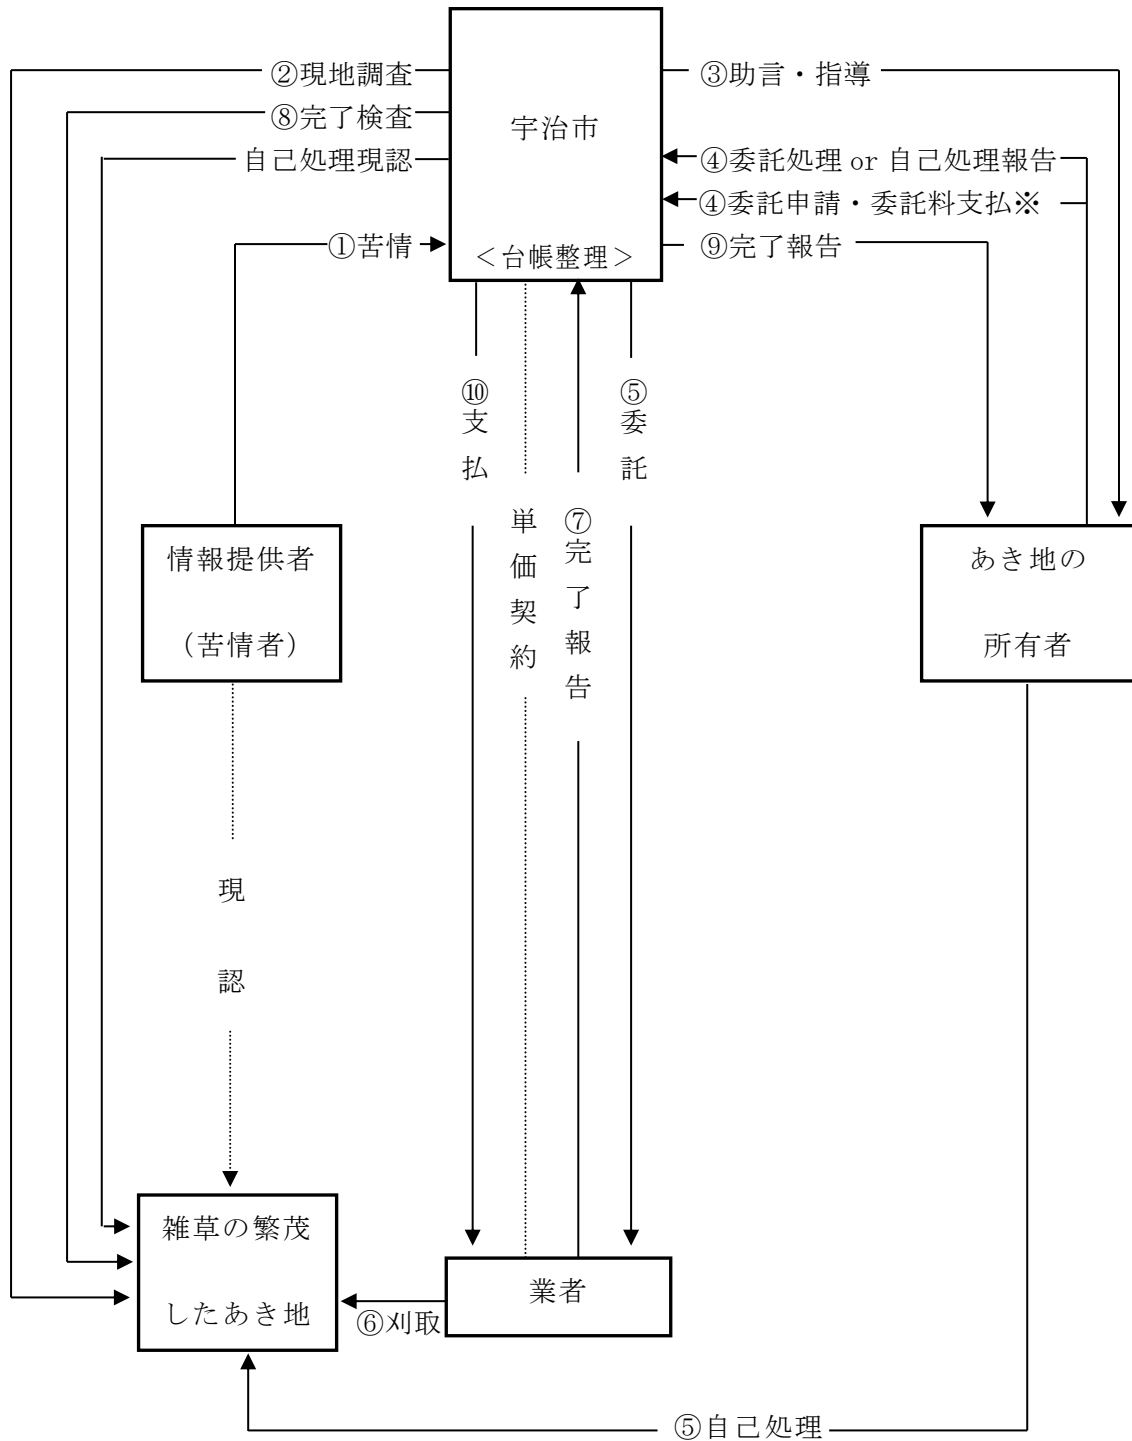 ②現地調査
③助言・指導
⑧完了検査
宇治市
自己処理現認
④委託処理 or 自己処理報告
④委託申請・委託料支払※
①苦情
＜台帳整理＞
⑨完了報告
⑩支払
⑤委託
単価契約
⑦完了報告
情報提供者
（苦情者）
あき地の
所有者
現認
雑草の繁茂
したあき地
業者
⑥刈取
⑤自己処理